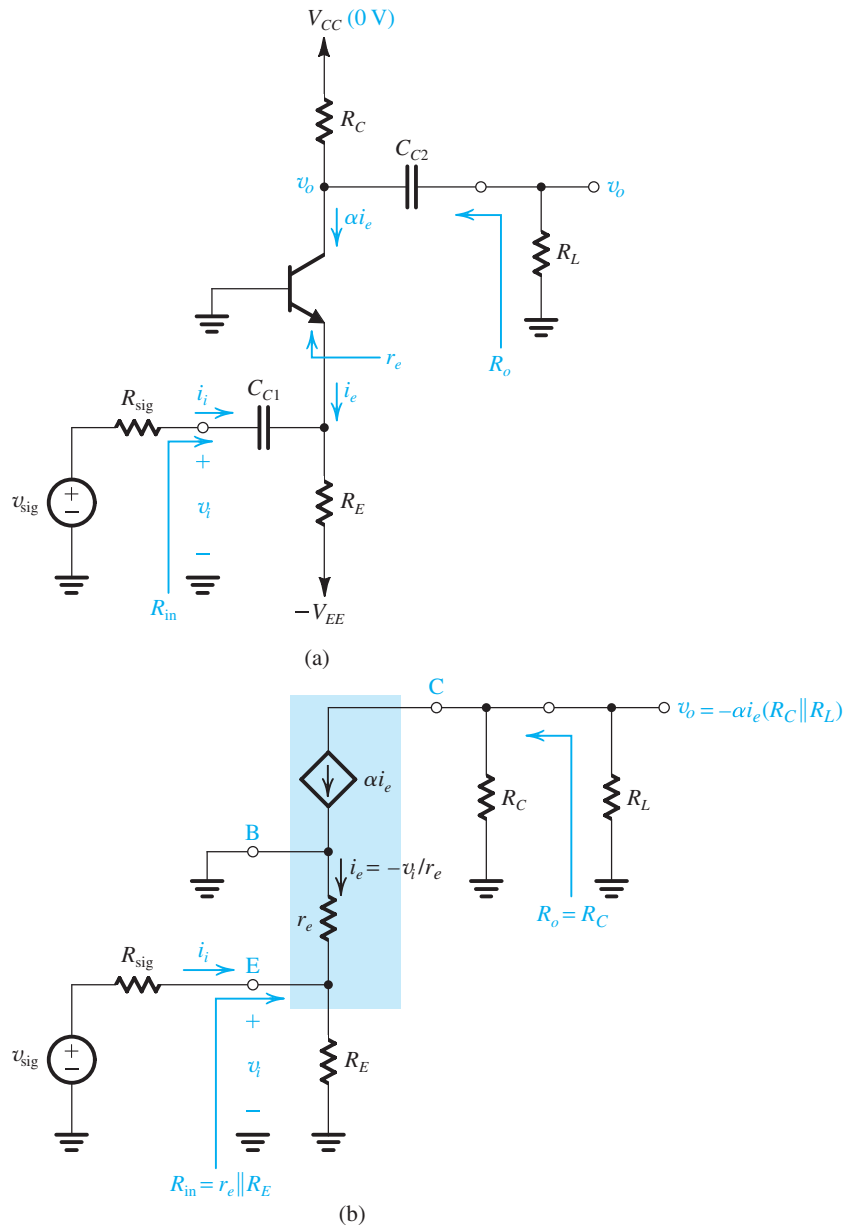 V_CC (0 V)
R_C
C_C2
v_o
v_o
αi_e
R_L
R_o
r_e
i_e
C_C1
i_i
R_sig
+
v_sig
+
−
v_i
R_E
−
R_in
−V_EE
(a)
C
v_o = −αi_e(R_C‖R_L)
αi_e
R_C
R_L
B
i_e = −v_i/r_e
R_o = R_C
r_e
R_sig
i_i
E
+
v_sig
+
−
v_i
R_E
−
R_in = r_e‖R_E
(b)